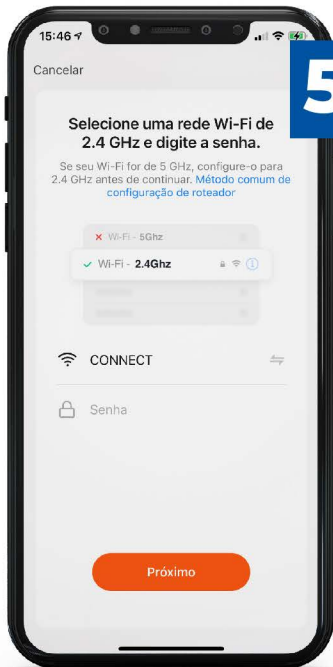 15:46
5
Cancelar
Selecione uma rede Wi-Fi de
2.4 GHz e digite a senha.
Se seu Wi-Fi for de 5 GHz, configure-o para
2.4 GHz antes de continuar. Método comum de
configuração de roteador
Wi-Fi - 5Ghz
Wi-Fi - 2.4Ghz
CONNECT
Senha
Próximo